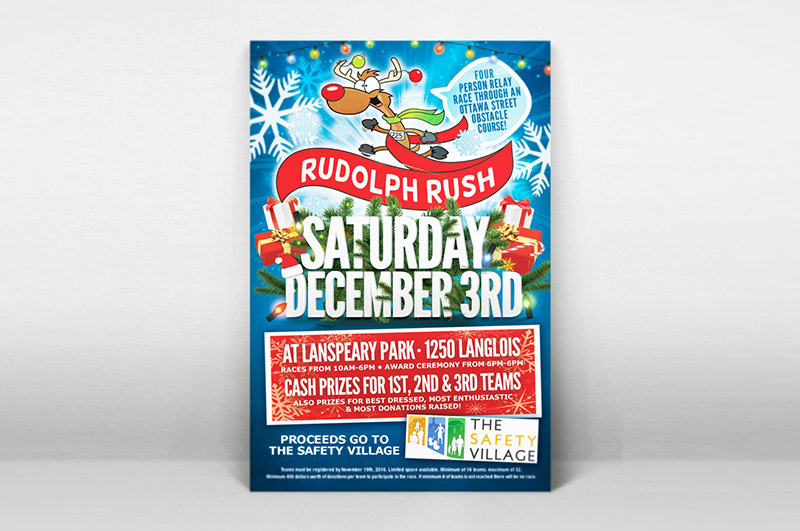 FOUR
PERSON RELAY
RACE THROUGH AN
OTTAWA STREET
OBSTACLE
COURSE!
225
RUDOLPH RUSH
SATURDAY
DECEMBER 3RD
AT LANSPEARY PARK · 1250 LANGLOIS
RACES FROM 10AM-6PM • AWARD CEREMONY FROM 6PM-6PM
CASH PRIZES FOR 1ST, 2ND & 3RD TEAMS
ALSO PRIZES FOR BEST DRESSED, MOST ENTHUSIASTIC
& MOST DONATIONS RAISED!
PROCEEDS GO TO
THE SAFETY VILLAGE
THE
SAFETY
VILLAGE
Teams must be registered by November 19th, 2016. Limited space available. Minimum of 16 teams, maximum of 32.
Minimum 400 dollars worth of donations per team to participate in the race. If minimum # of teams is not reached there will be no race.